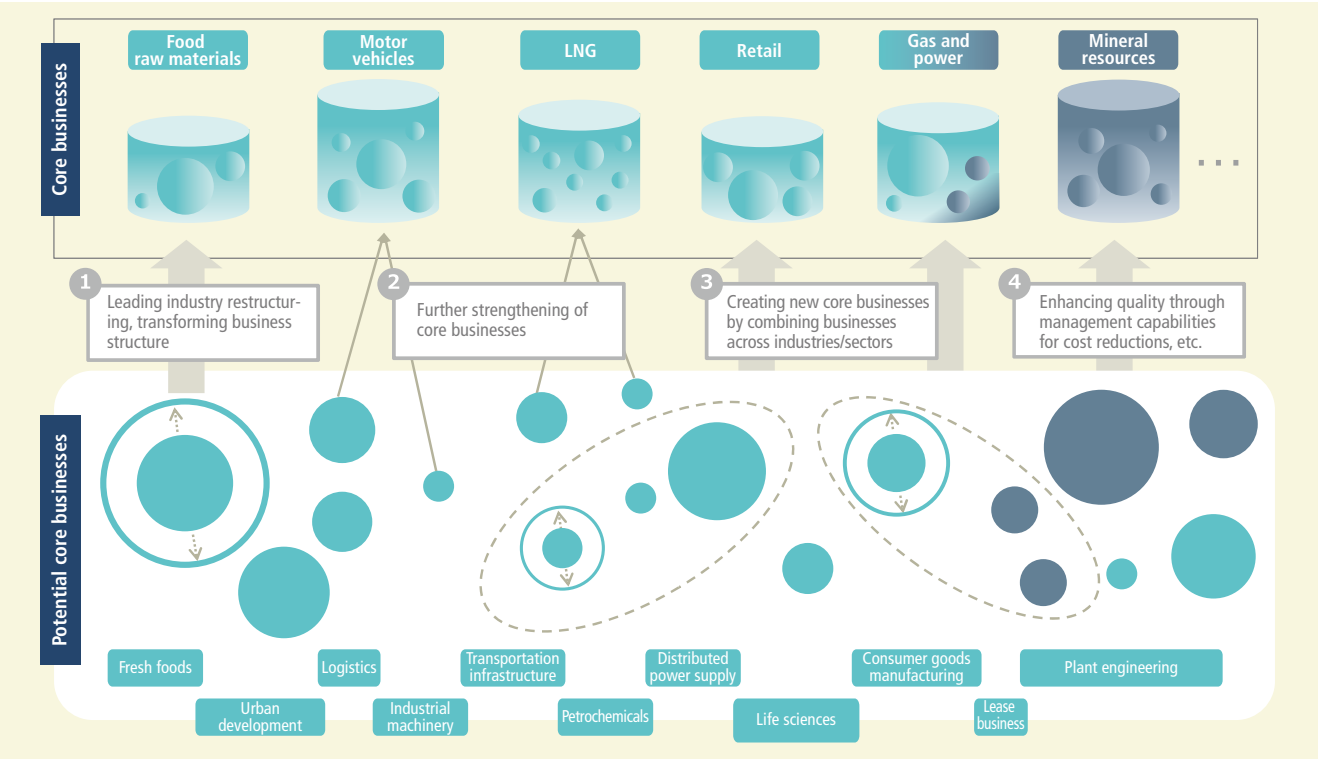 Core businesses
Food
raw materials
Motor
vehicles
LNG
Retail
Gas and
power
Mineral
resources
...
1
Leading industry restructur-
ing, transforming business
structure
2
Further strengthening of
core businesses
3
Creating new core businesses
by combining businesses
across industries/sectors
4
Enhancing quality through
management capabilities
for cost reductions, etc.
Potential core businesses
Fresh foods
Logistics
Transportation
infrastructure
Distributed
power supply
Consumer goods
manufacturing
Plant engineering
Urban
development
Industrial
machinery
Petrochemicals
Life sciences
Lease
business